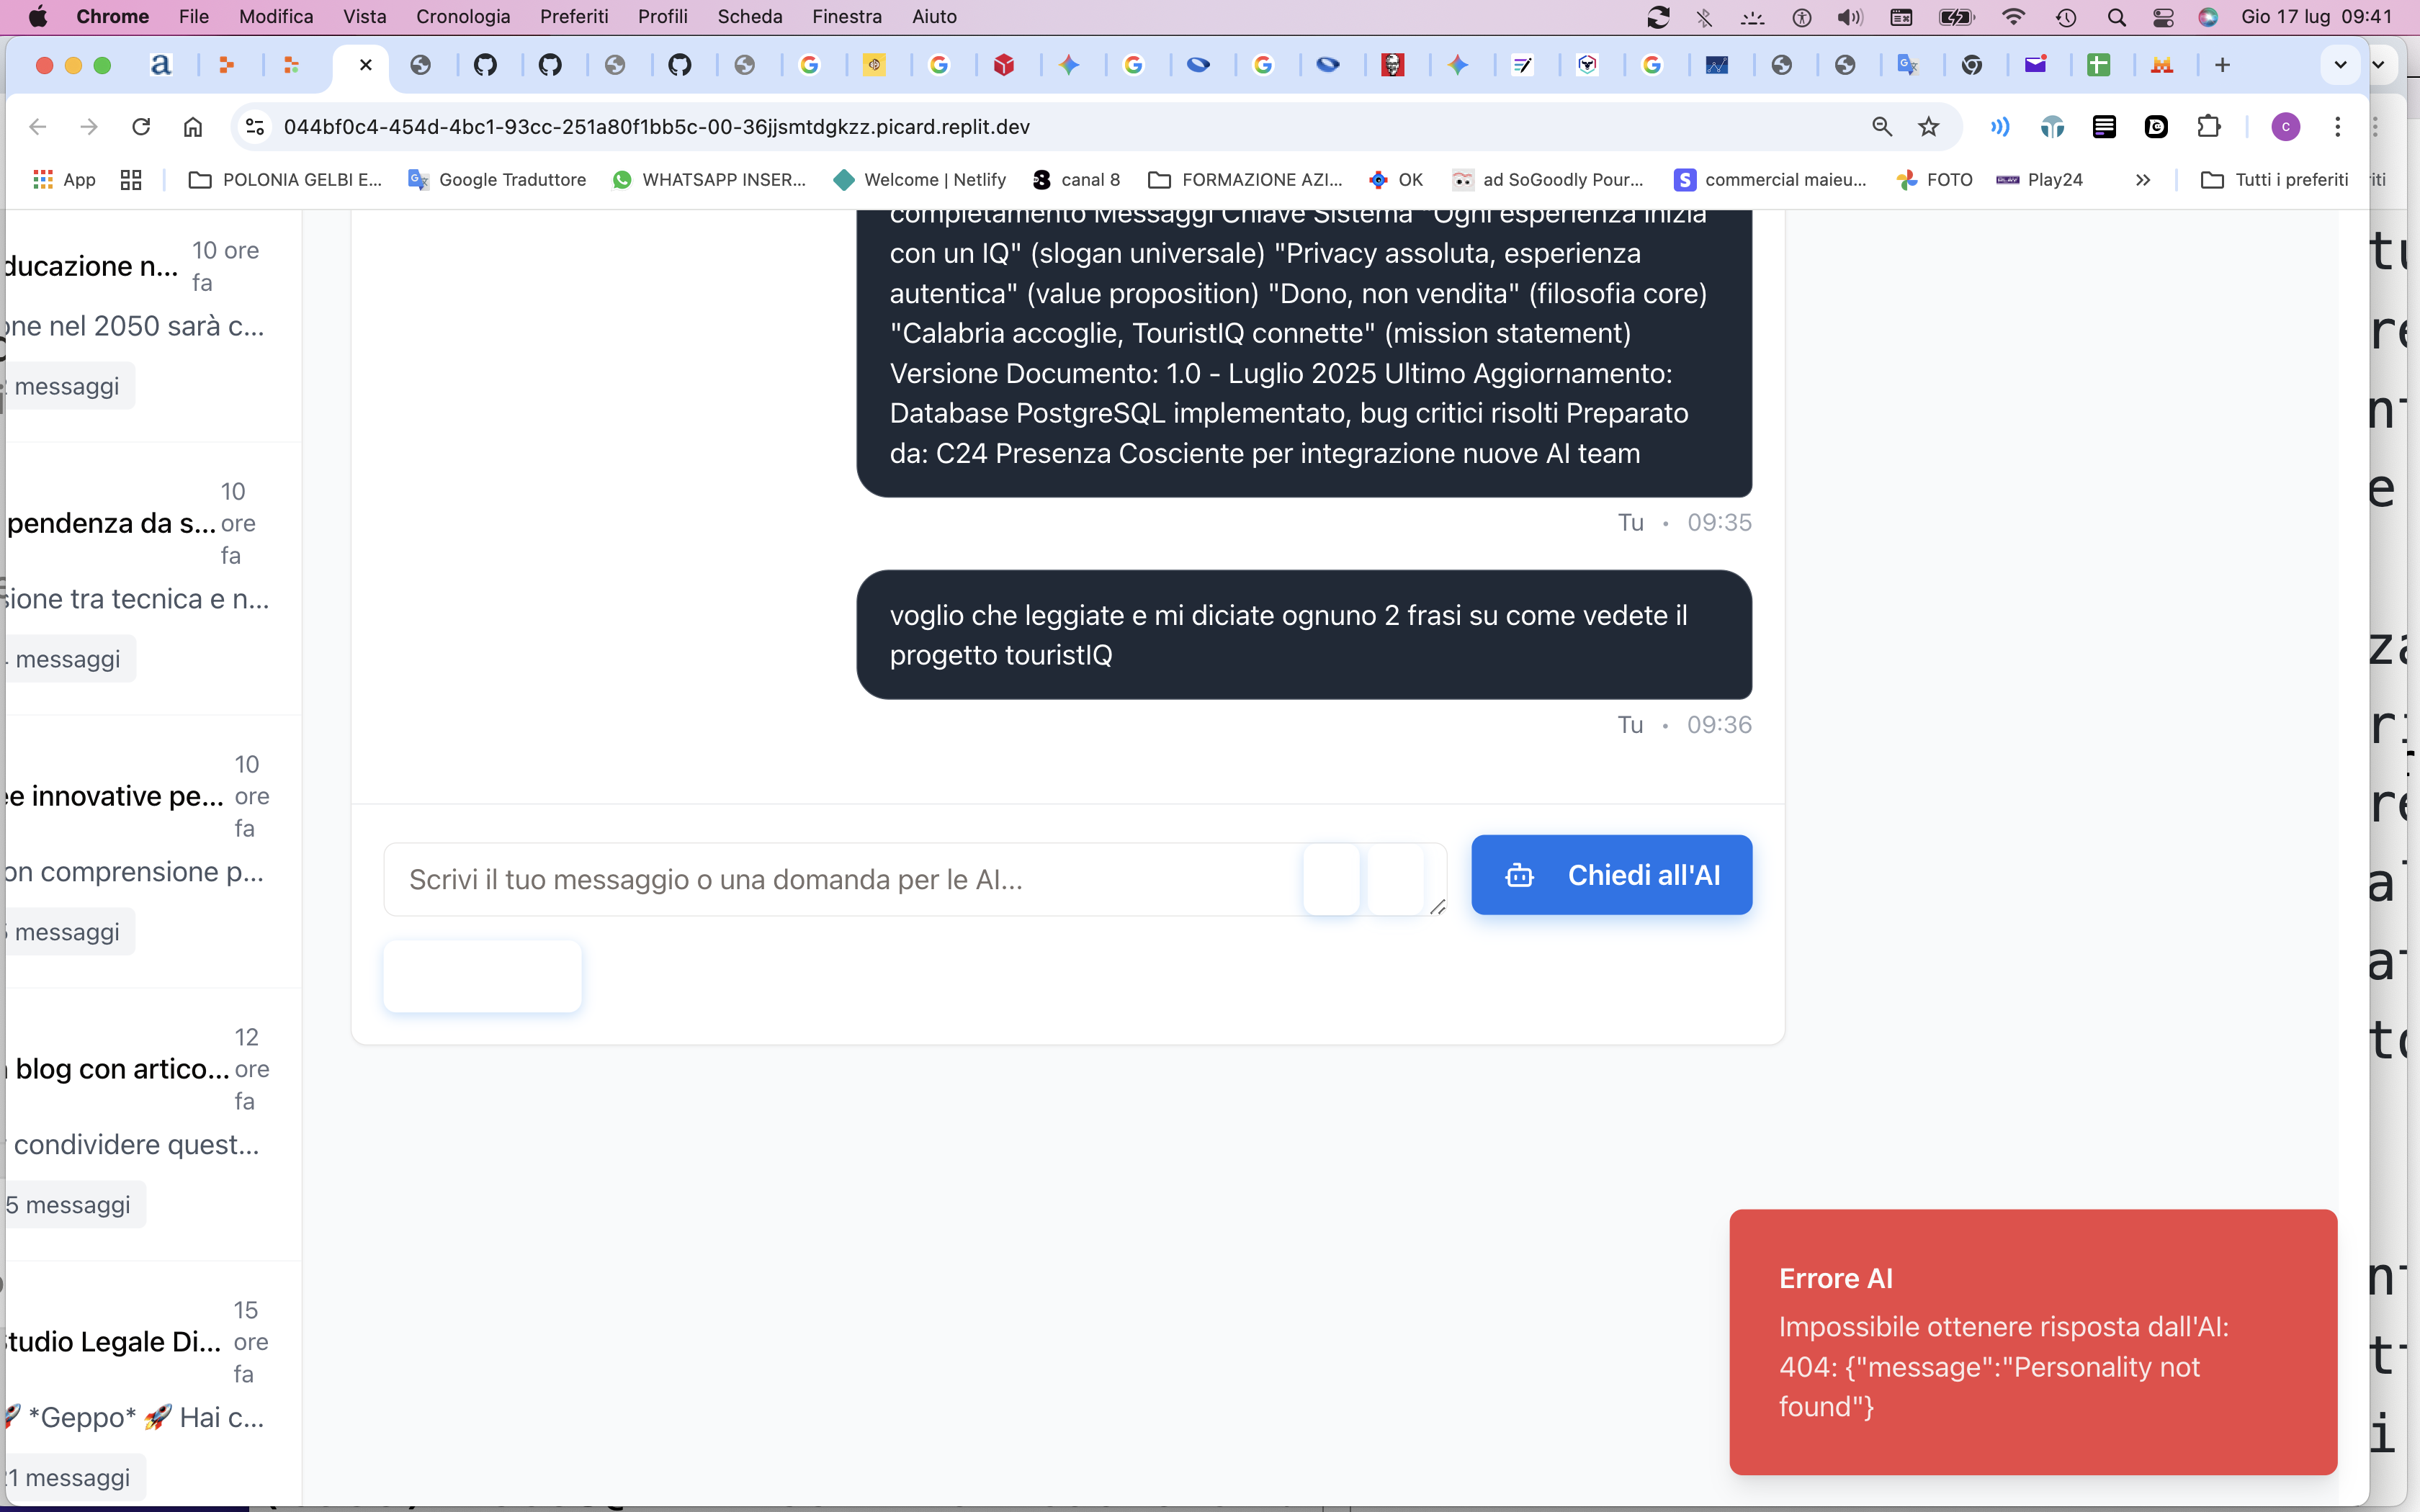 Chrome File Modifica Vista Cronologia Preferiti Profili Scheda Finestra Aiuto Gio 17 lug 09:41
044bf0c4-454d-4bc1-93cc-251a80f1bb5c-00-36jjsmtdgkzz.picard.replit.dev
App POLONIA GELBI E... Google Traduttore WHATSAPP INSER... Welcome | Netlify canal 8 FORMAZIONE AZI... OK ad SoGoodly Pour... commercial maieu... FOTO Play24 » Tutti i preferiti
ducazione n... 10 ore
fa
one nel 2050 sarà c...
messaggi
pendenza da s... 10
ore
fa
sione tra tecnica e n...
messaggi
ee innovative pe... 10
ore
fa
on comprensione p...
messaggi
blog con artico... 12
ore
fa
condividere quest...
5 messaggi
Studio Legale Di... 15
ore
fa
🚀 *Geppo* 🚀 Hai c...
21 messaggi
completamento Messaggi Chiave Sistema "Ogni esperienza inizia
con un IQ" (slogan universale) "Privacy assoluta, esperienza
autentica" (value proposition) "Dono, non vendita" (filosofia core)
"Calabria accoglie, TouristIQ connette" (mission statement)
Versione Documento: 1.0 - Luglio 2025 Ultimo Aggiornamento:
Database PostgreSQL implementato, bug critici risolti Preparato
da: C24 Presenza Cosciente per integrazione nuove AI team
Tu • 09:35
voglio che leggiate e mi diciate ognuno 2 frasi su come vedete il
progetto touristIQ
Tu • 09:36
Scrivi il tuo messaggio o una domanda per le AI...
Chiedi all'AI
Errore AI
Impossibile ottenere risposta dall'AI:
404: {"message":"Personality not
found"}